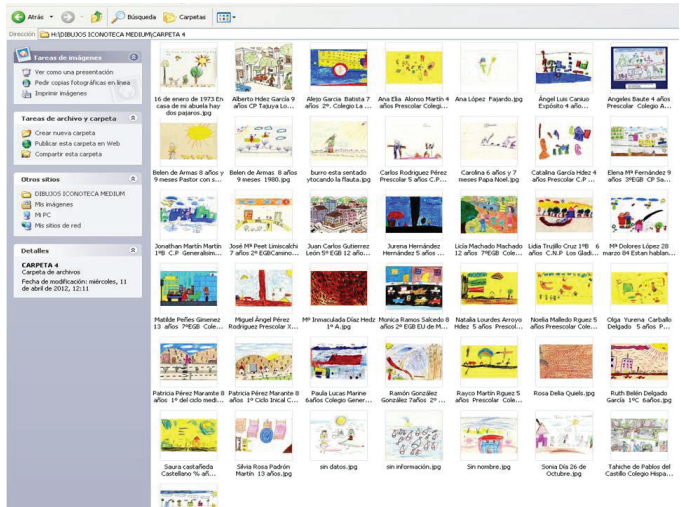 Atrás
Búsqueda
Carpetas
Dirección H:\DIBUJOS ICONOTECA MEDIUM\CARPETA 4
Tareas de imágenes
Ver como una presentación
Pedir copias fotográficas en línea
Imprimir imágenes
Tareas de archivo y carpeta
Crear nueva carpeta
Publicar esta carpeta en Web
Compartir esta carpeta
Otros sitios
DIBUJOS ICONOTECA MEDIUM
Mis imágenes
Mi PC
Mis sitios de red
Detalles
CARPETA 4
Carpeta de archivos
Fecha de modificación: miércoles, 11
de abril de 2012, 12:11
16 de enero de 1973 En
casa de mi abuela hay
dos pajaros.jpg
Alberto Hdez García 9
años CP Tajuya Lo...
Alejo Garcia Batista 7
años 2º. Colegio La ...
Ana Elia Alonso Martín 4
años Prescolar Colegi...
Ana López Fajardo.jpg
Ángel Luis Caniuo
Expósito 4 año...
Angeles Baute 4 años
Prescolar Colegio A...
Belen de Armas 8 años y
9 meses Pastor con s...
Belen de Armas 8 años
9 meses 1980.jpg
burro esta sentado
ytocando la flauta.jpg
Carlos Rodriguez Pérez
Prescolar 5 años C.P...
Carolina 6 años y 7
meses Papa Noel.jpg
Catalina García Hdez 4
años Prescolar C.P ...
Elena Mª Fernández 9
años 3ºEGB CP Sa...
Jonathan Martín Martín
1ºB C.P Generalisim...
José Mª Peet Limiscalchi
7 años 2º EGBCamino...
Juan Carlos Gutierrez
León 5º EGB 12 año...
Jurena Hernández
Hernández 5 años ...
Licía Machado Machado
12 años 7ºEGB Cole...
Lidia Trujillo Cruz 1ºB 6
años C.N.P Los Gladi...
Mª Dolores López 28
marzo 84 Estan hablan...
Matilde Peñes Gimenez
13 años 7ºEGB Cole...
Miguel Ángel Pérez
Rodriguez Prescolar X...
Mª Inmaculada Díaz Hedz
1º A.jpg
Monica Ramos Salcedo 8
años 2º EGB EU de M...
Natalia Lourdes Arroyo
Hdez 5 años Prescol...
Noelia Malledo Rguez 5
años Preescolar Cole...
Olga Yurena Carballo
Delgado 5 años P...
Patricia Pérez Marante 8
años 1º del ciclo medi...
Patricia Pérez Marante 8
años 1º Ciclo Inical C...
Paula Lucas Marine
6años Colegio Gener...
Ramón González
González 7años 2º ...
Rayco Martín Rguez 5
años Prescolar Cole...
Rosa Delia Quiels.jpg
Ruth Belén Delgado
García 1ºC 6años.jpg
Saura castañeda
Castellano % añ...
Silvia Rosa Padrón
Martín 13 años.jpg
sin datos.jpg
sin información.jpg
Sin nombre.jpg
Sonia Día 26 de
Octubre.jpg
Tahiche de Pablos del
Castillo Colegio Hispa...